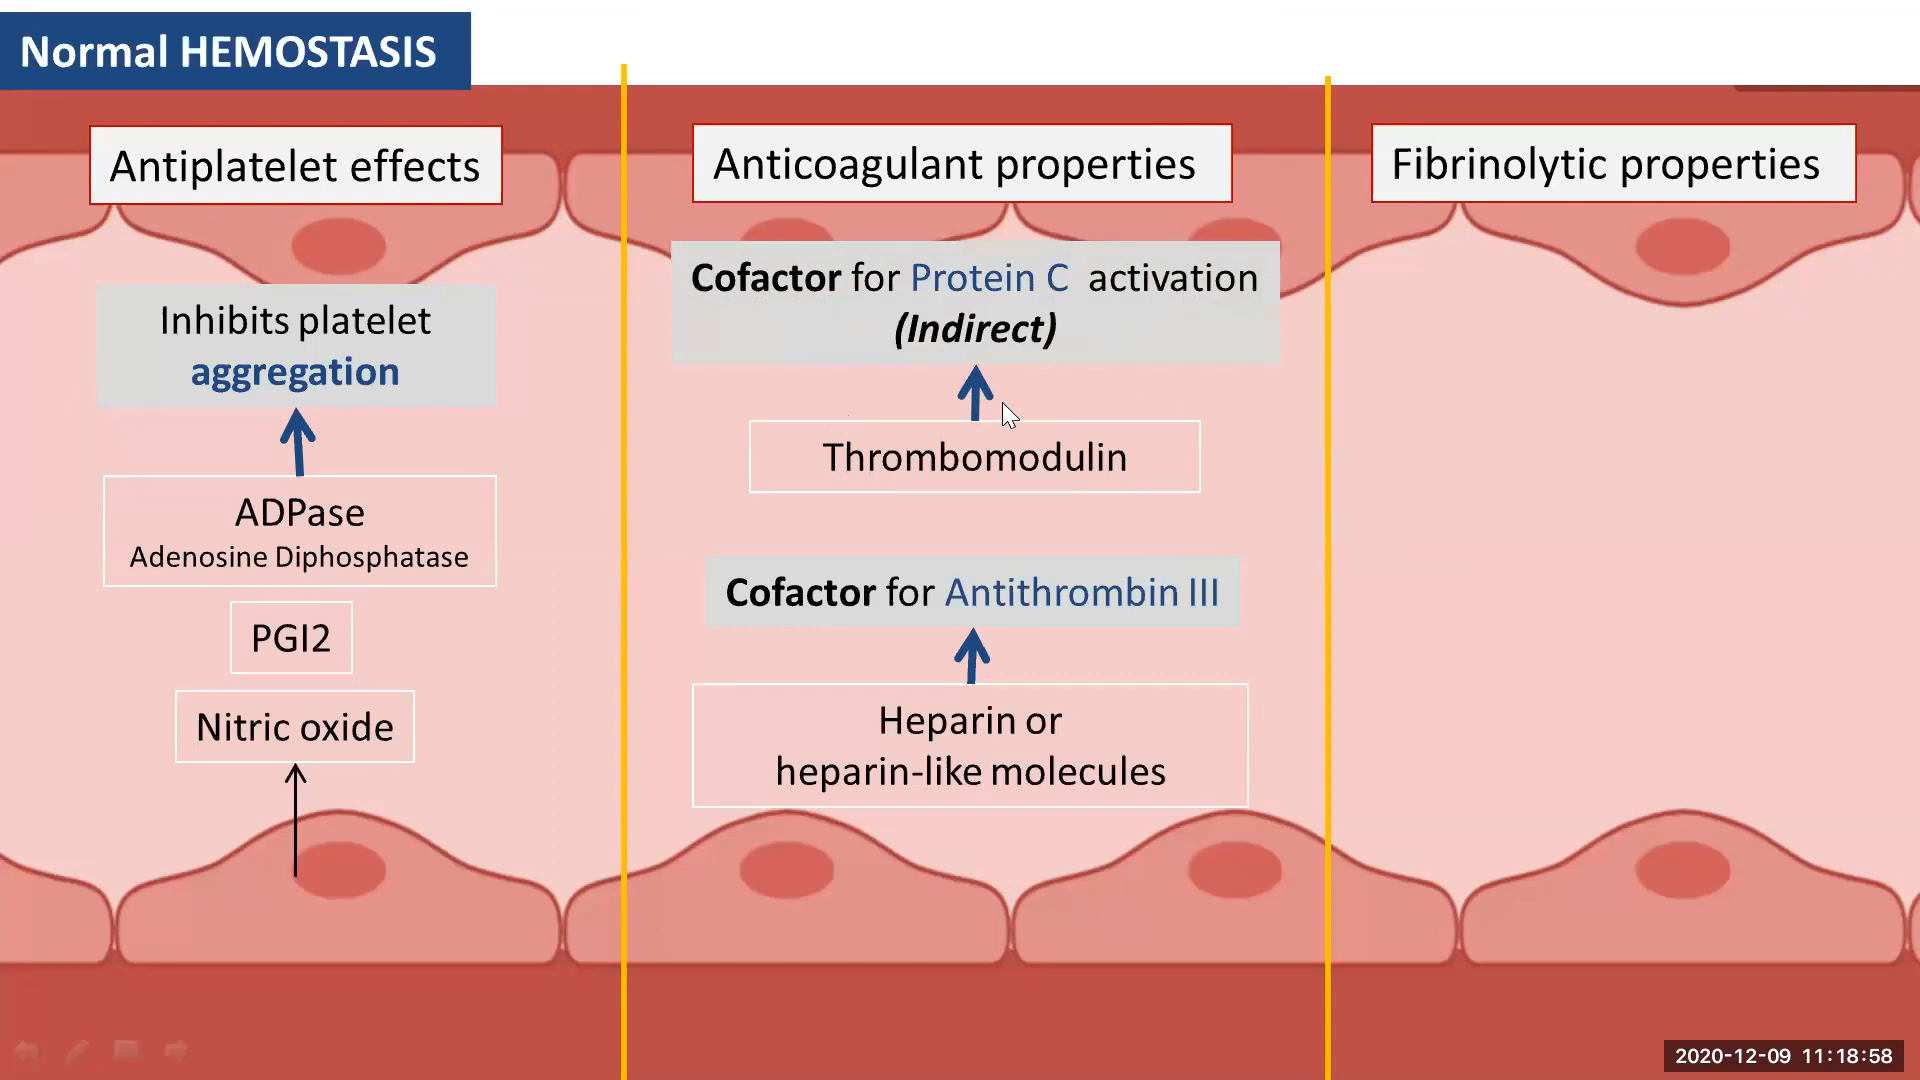 Normal HEMOSTASIS
Antiplatelet effects
Inhibits platelet
aggregation
ADPase
Adenosine Diphosphatase
PGI2
Nitric oxide
Anticoagulant properties
Cofactor for Protein C activation
(Indirect)
Thrombomodulin
Cofactor for Antithrombin III
Heparin or
heparin-like molecules
Fibrinolytic properties
2020-12-09 11:18:58